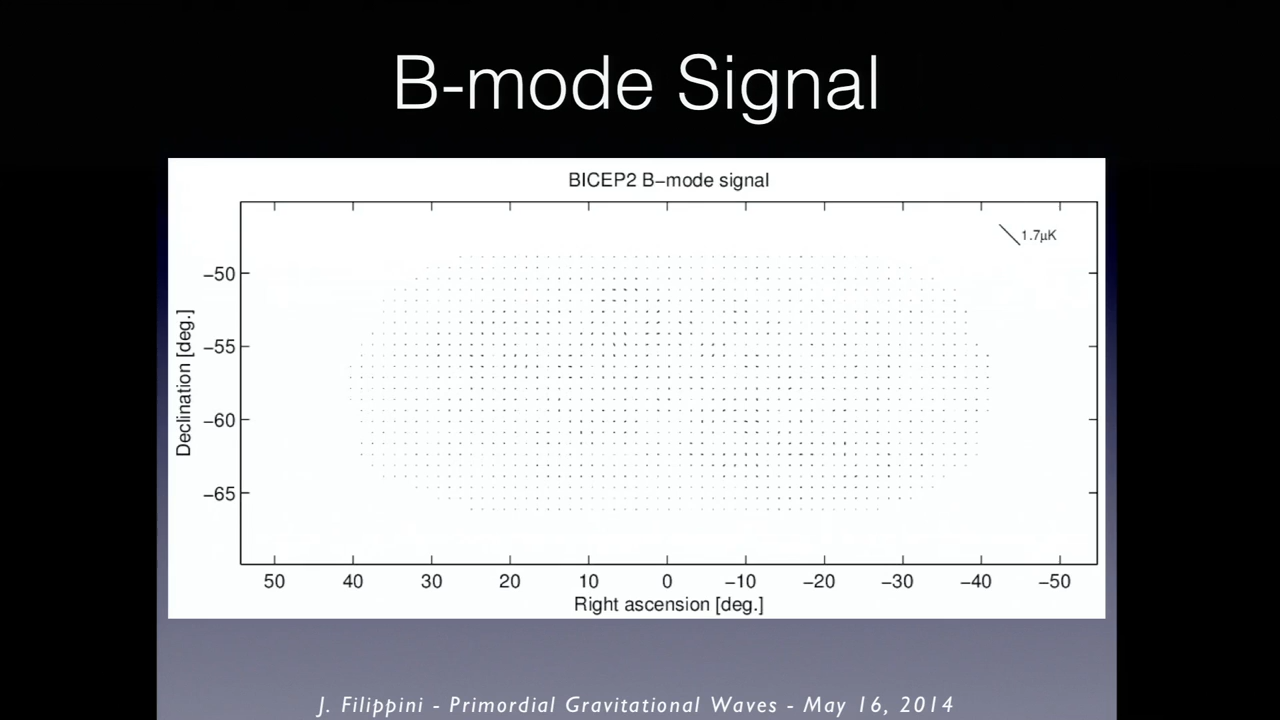 B-mode Signal
BICEP2 B−mode signal
1.7μK
−50
−55
−60
−65
Declination [deg.]
50 40 30 20 10 0 −10 −20 −30 −40 −50
Right ascension [deg.]
J. Filippini - Primordial Gravitational Waves - May 16, 2014